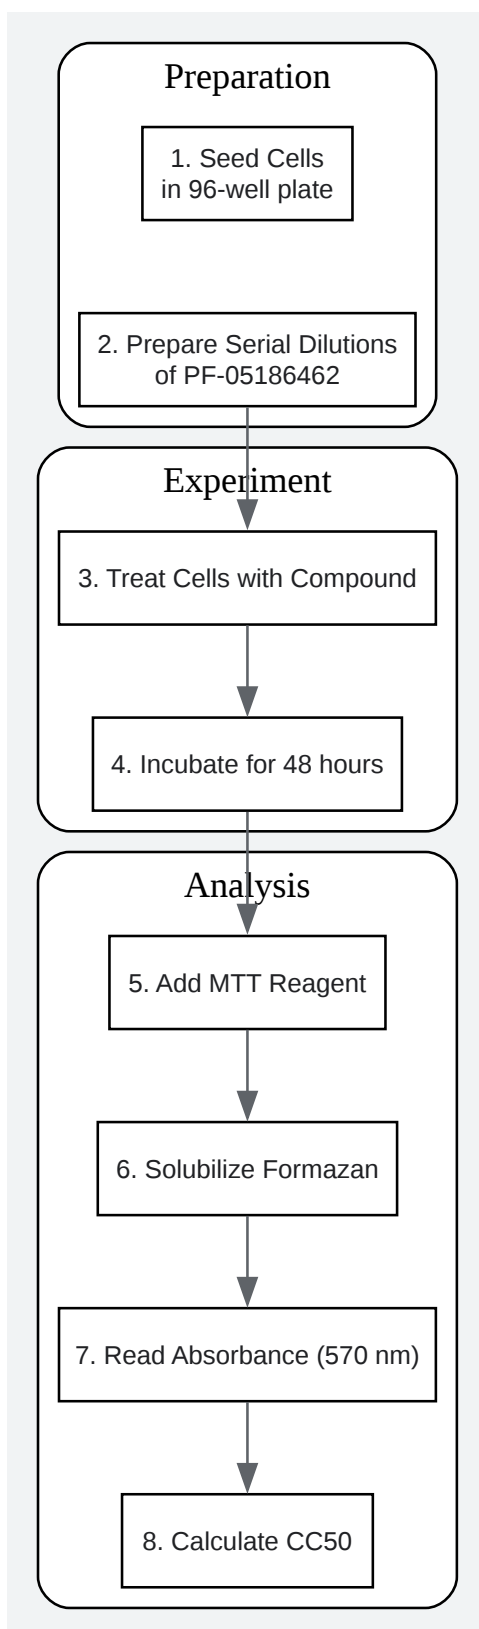 Preparation
1. Seed Cells
in 96-well plate
2. Prepare Serial Dilutions
of PF-05186462
Experiment
3. Treat Cells with Compound
4. Incubate for 48 hours
Analysis
5. Add MTT Reagent
6. Solubilize Formazan
7. Read Absorbance (570 nm)
8. Calculate CC50